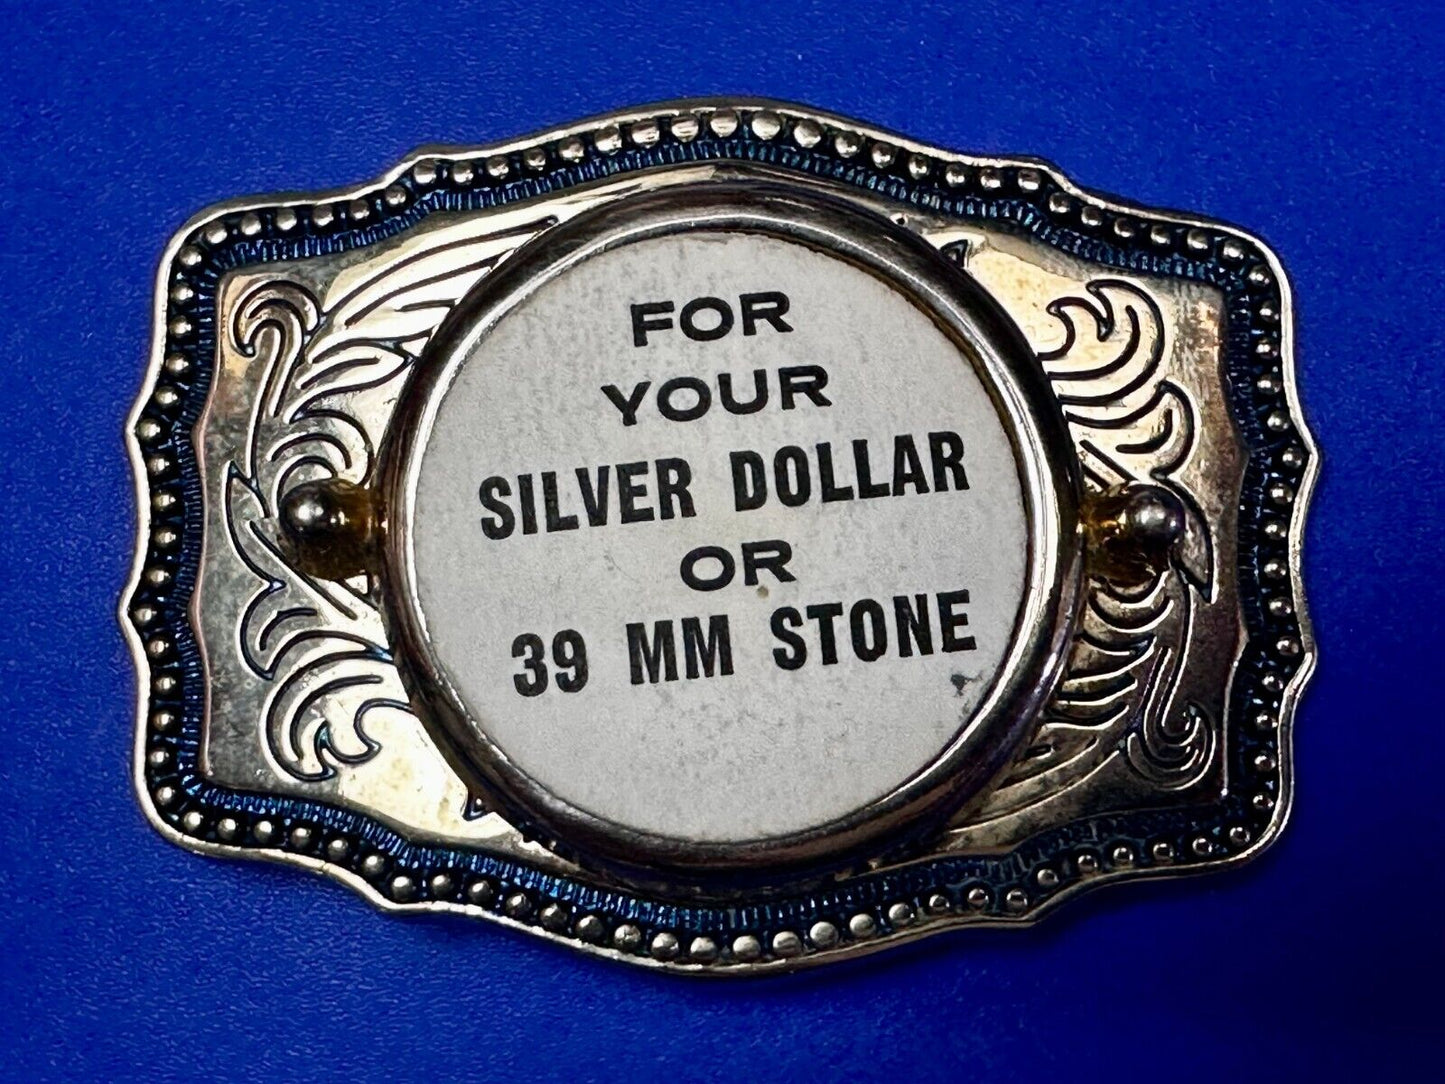 FOR
YOUR
SILVER DOLLAR
OR
39 MM STONE